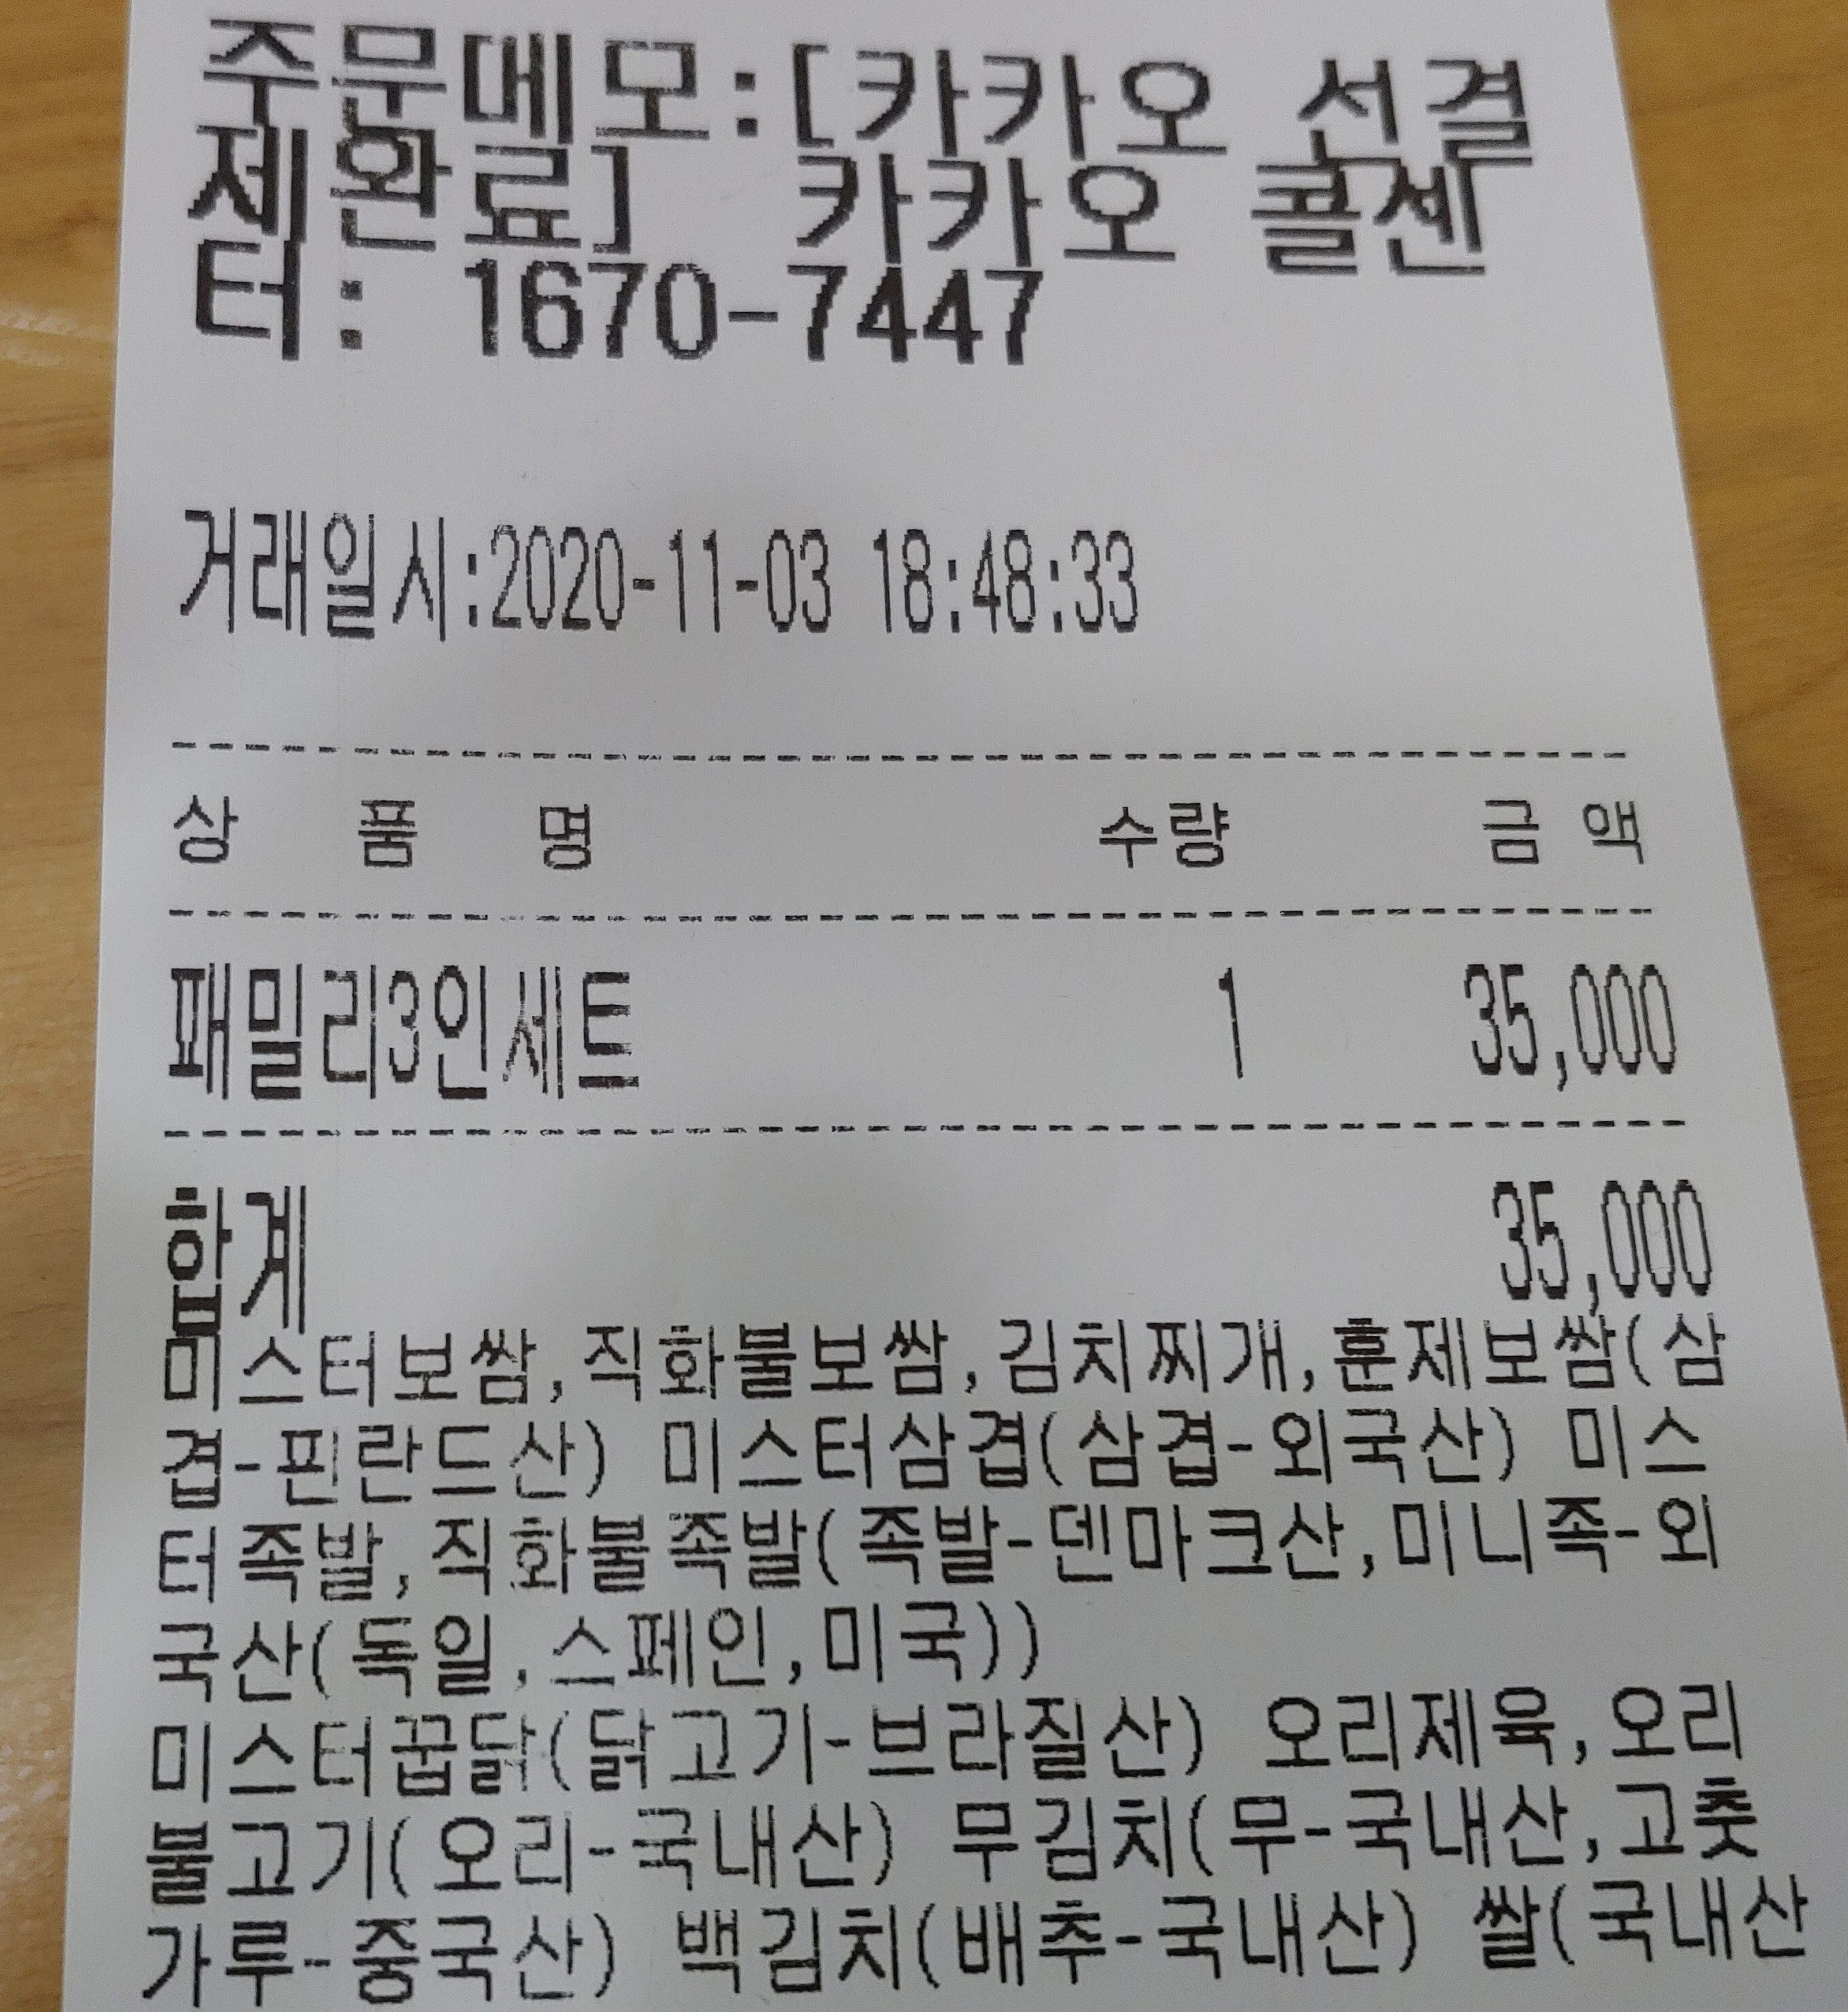 주문메모:[카카오 선결
제완료] 카카오 콜센
터: 1670-7447
거래일시:2020-11-03 18:48:33
상 품 명 수량 금 액
패밀리3인세트 1 35,000
합계 35,000
미스터보쌈,직화불보쌈,김치찌개,훈제보쌈(삼
겹-핀란드산) 미스터삼겹(삼겹-외국산) 미스
터족발,직화불족발(족발-덴마크산,미니족-외
국산(독일,스페인,미국))
미스터꿉닭(닭고기-브라질산) 오리제육,오리
불고기(오리-국내산) 무김치(무-국내산,고춧
가루-중국산) 백김치(배추-국내산) 쌀(국내산